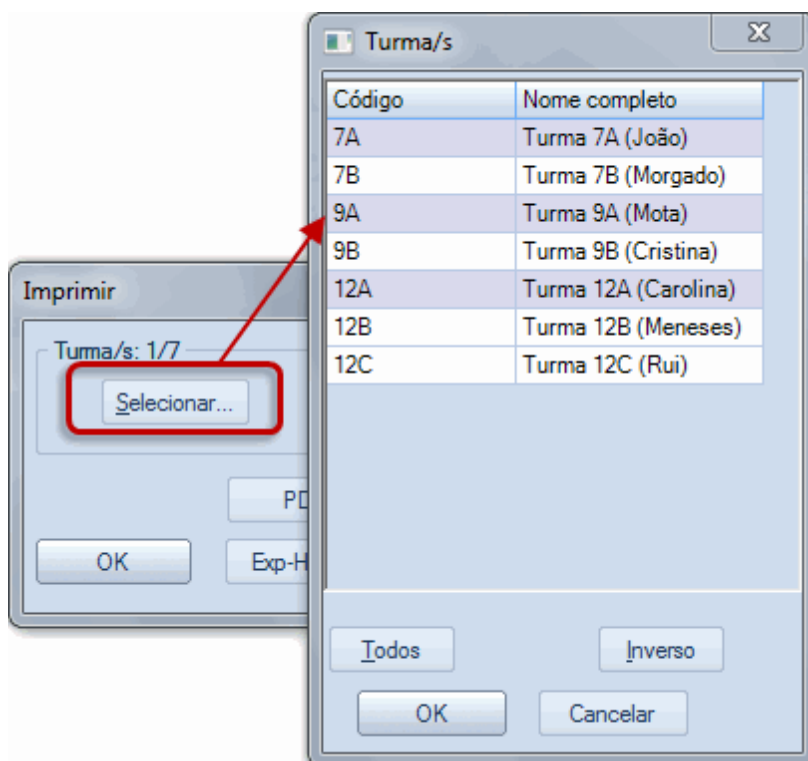 Turma/s
Código Nome completo
7A Turma 7A (João)
7B Turma 7B (Morgado)
9A Turma 9A (Mota)
9B Turma 9B (Cristina)
12A Turma 12A (Carolina)
12B Turma 12B (Meneses)
12C Turma 12C (Rui)
Todos Inverso
OK Cancelar
Imprimir
Turma/s: 1/7
Selecionar...
PD
OK Exp-H